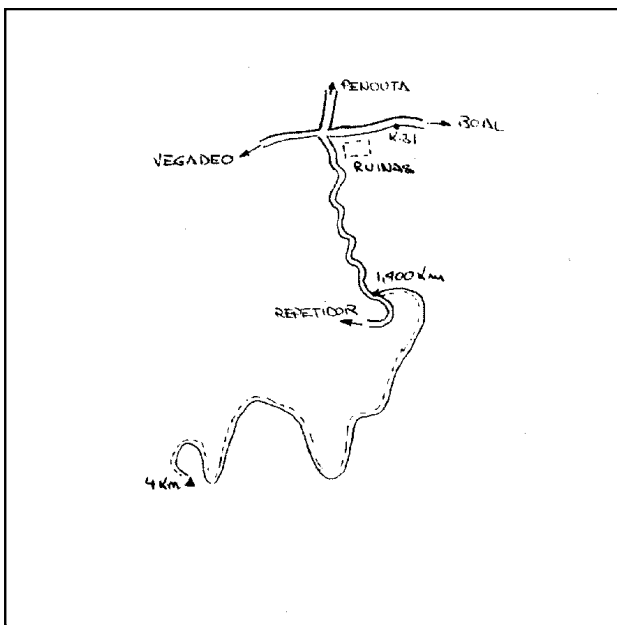 PENOUTA
BOAL
K-31
VEGADEO
RUINAS
1,900 Km
REPETIDOR
4 Km